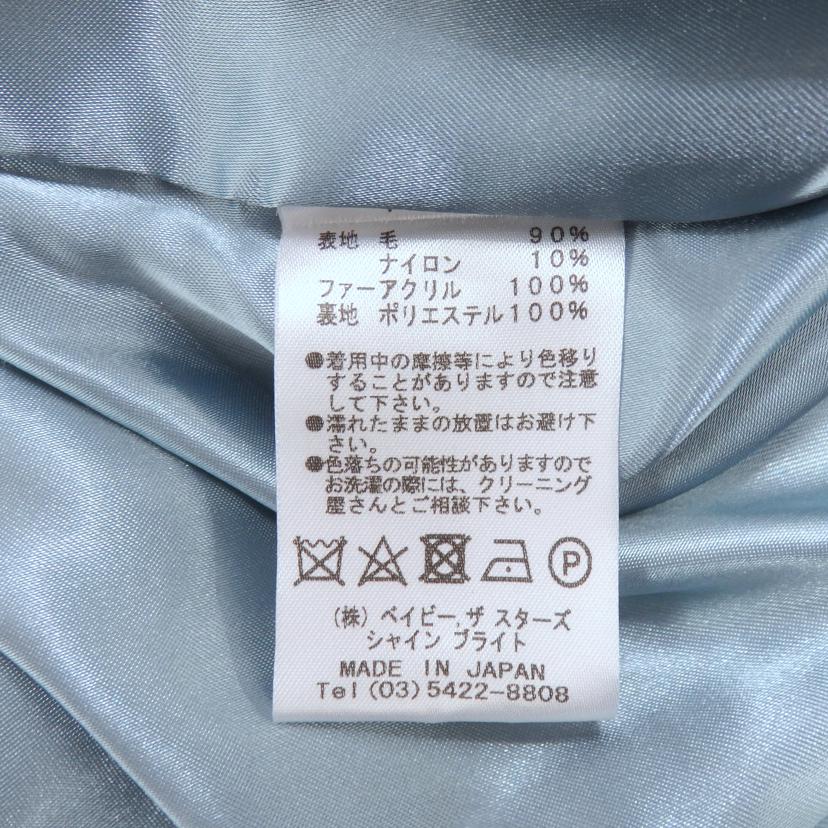 表地 毛 90%
ナイロン 10%
ファーアクリル 100%
裏地 ポリエステル100%
●着用中の摩擦等により色移り
することがありますので注意
して下さい。
●濡れたままの放置はお避け下
さい。
●色落ちの可能性がありますので
お洗濯の際には、クリーニング
屋さんとご相談下さい。
P
(株) ベイビー,ザ スターズ
シャイン ブライト
MADE IN JAPAN
Tel (03) 5422-8808